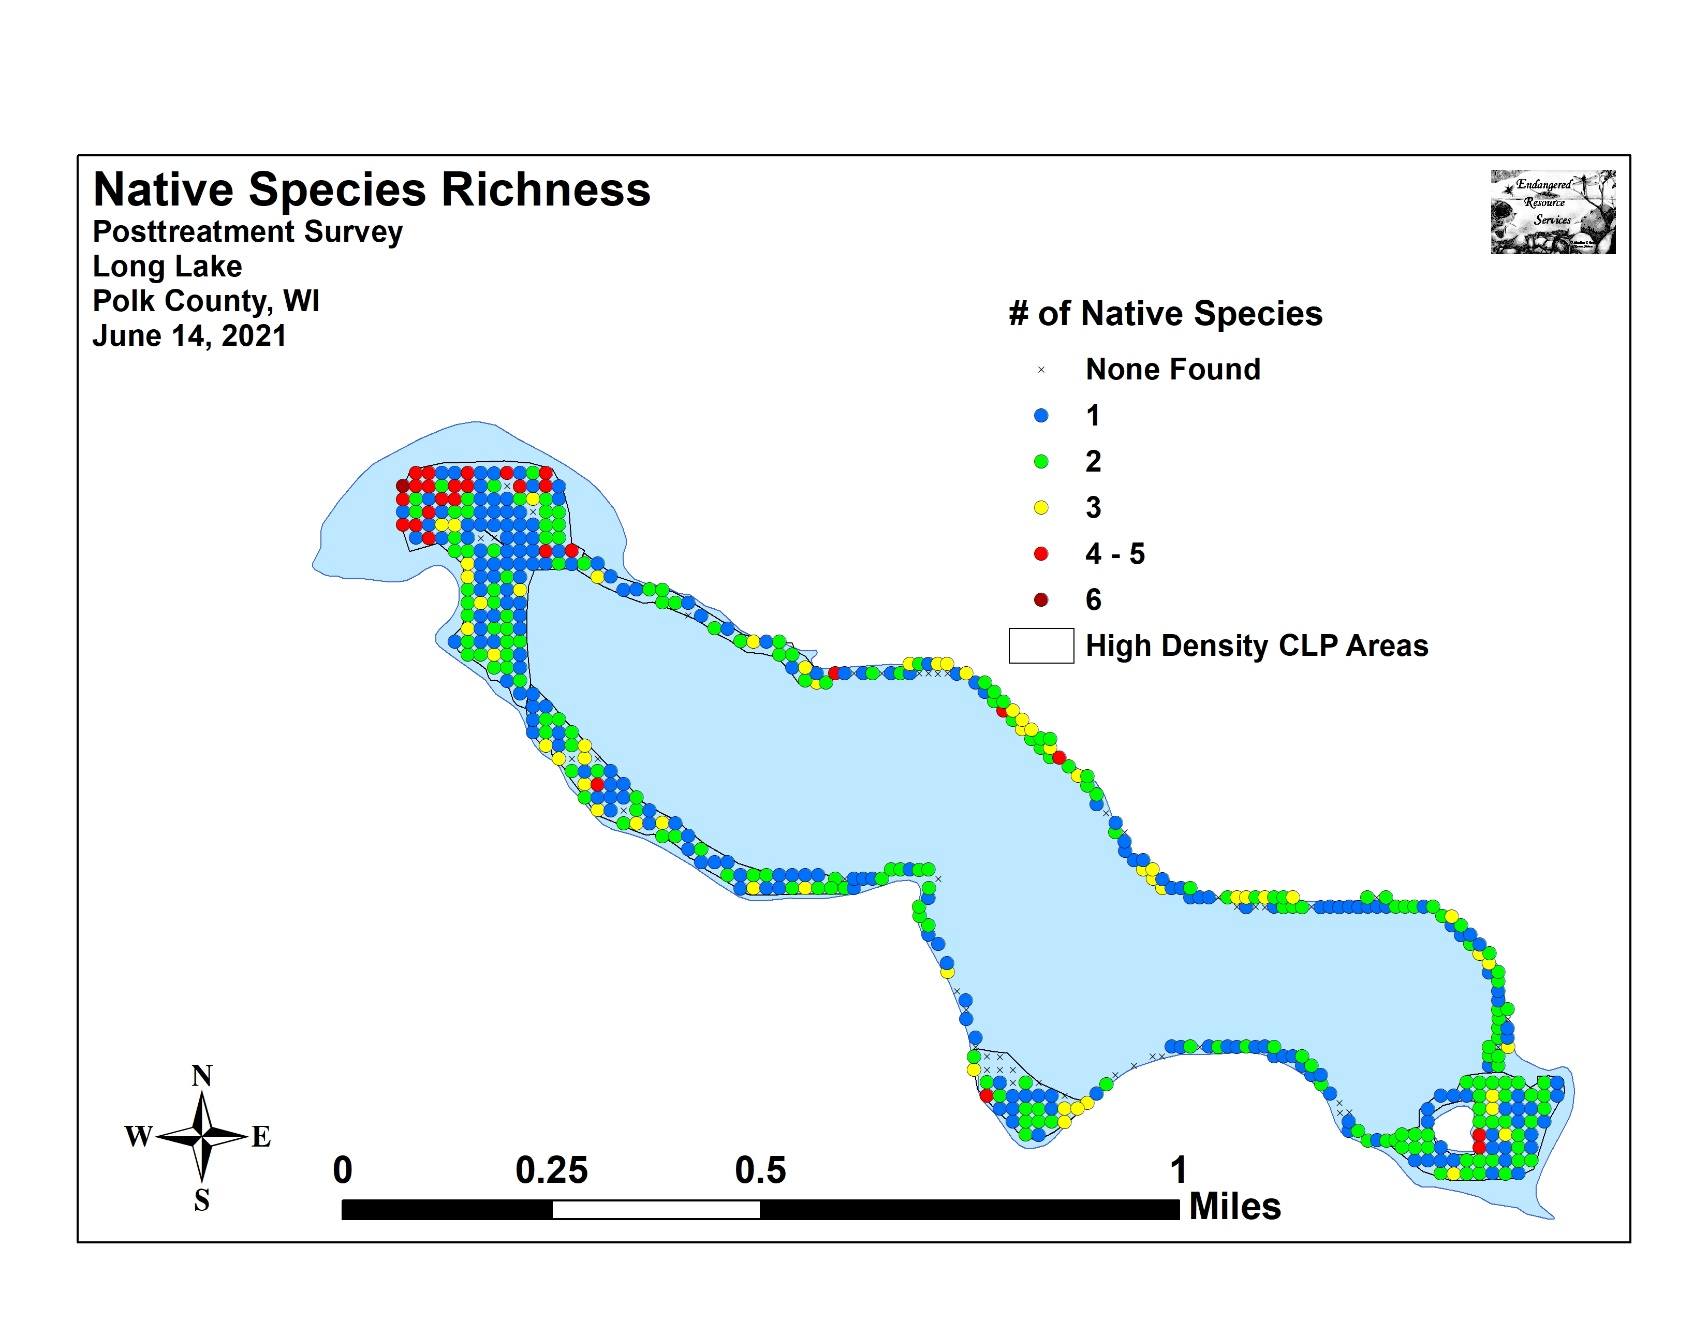 Native Species Richness
Posttreatment Survey
Long Lake
Polk County, WI
June 14, 2021
Endangered
Resource
Services
# of Native Species
None Found
1
2
3
4 - 5
6
High Density CLP Areas
N
W E
S
0 0.25 0.5 1
Miles